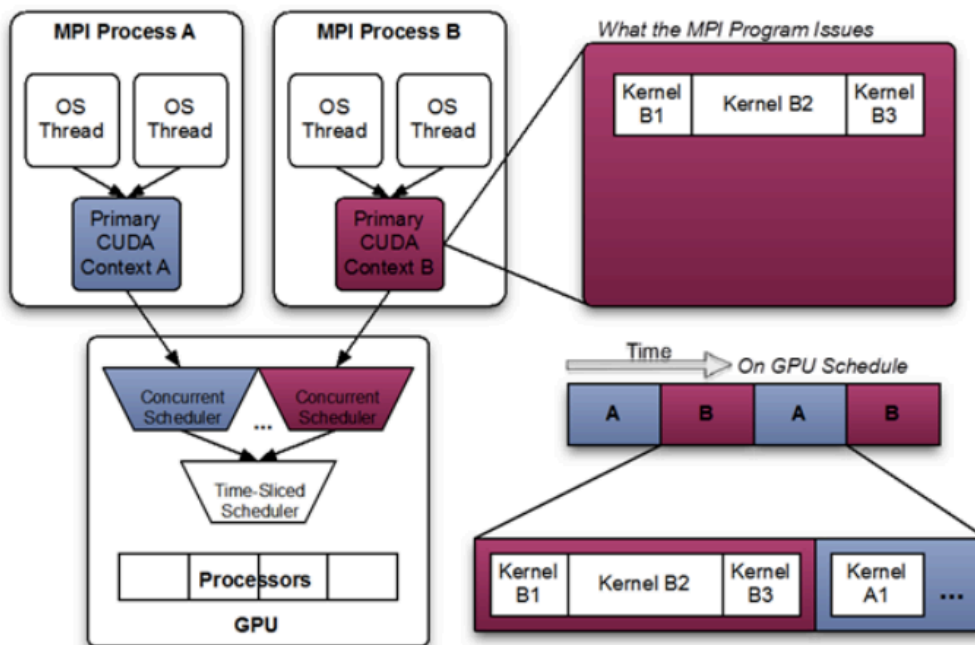 MPI Process A
OS
Thread
OS
Thread
Primary
CUDA
Context A
MPI Process B
OS
Thread
OS
Thread
Primary
CUDA
Context B
What the MPI Program Issues
Kernel
B1
Kernel B2
Kernel
B3
Concurrent
Scheduler
...
Concurrent
Scheduler
Time-Sliced
Scheduler
Processors
GPU
Time
On GPU Schedule
A
B
A
B
Kernel
B1
Kernel B2
Kernel
B3
Kernel
A1
...